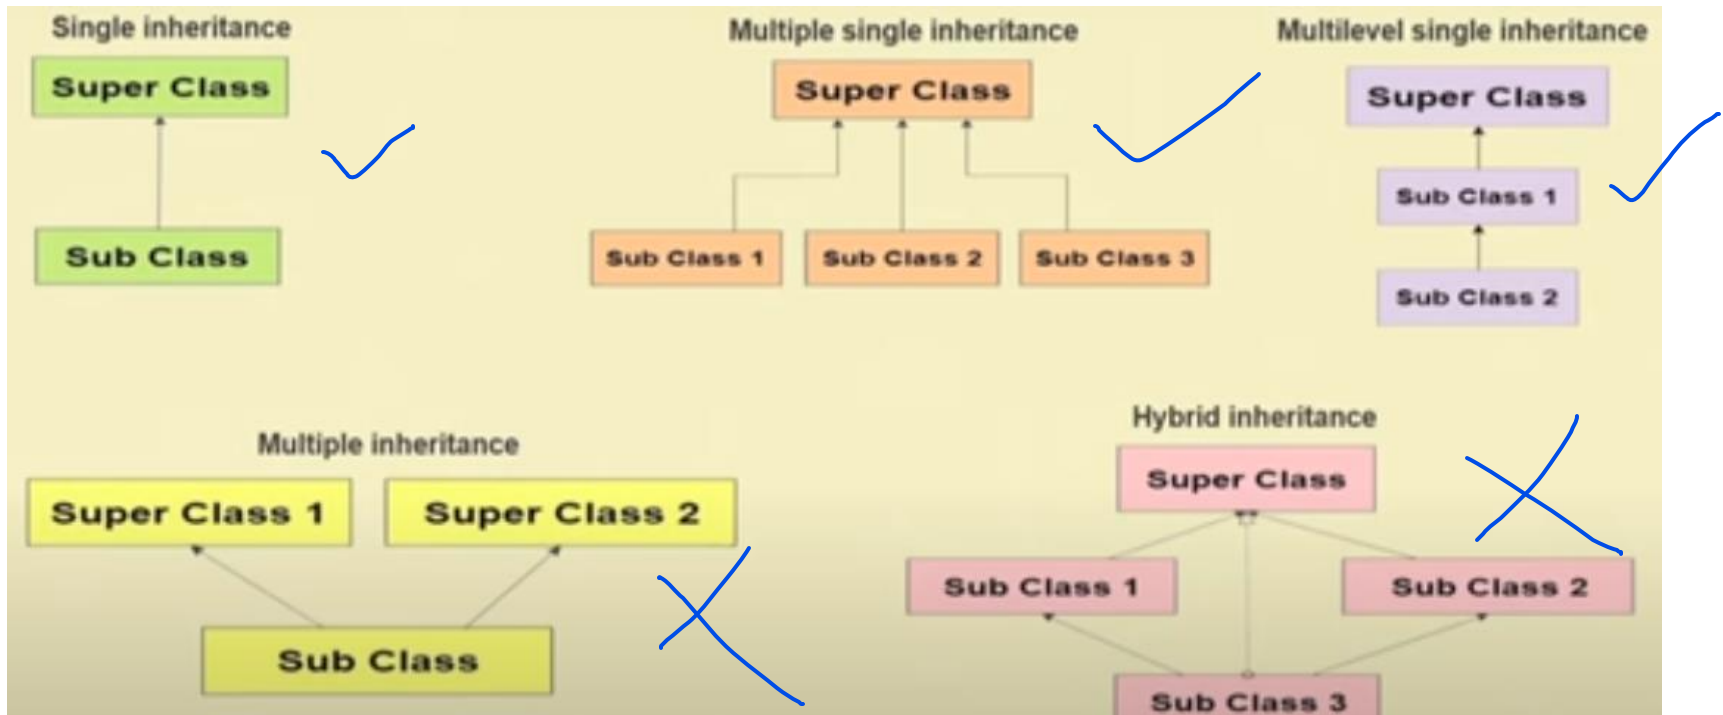 Single inheritance
Super Class
Sub Class
Multiple single inheritance
Super Class
Sub Class 1
Sub Class 2
Sub Class 3
Multilevel single inheritance
Super Class
Sub Class 1
Sub Class 2
Multiple inheritance
Super Class 1
Super Class 2
Sub Class
Hybrid inheritance
Super Class
Sub Class 1
Sub Class 2
Sub Class 3